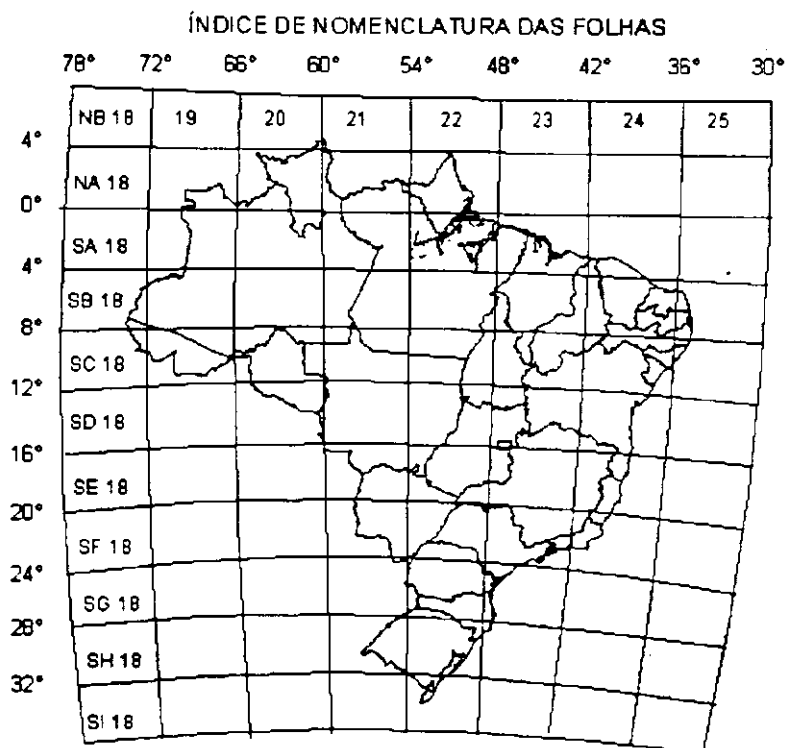 ÍNDICE DE NOMENCLATURA DAS FOLHAS
78° 72° 66° 60° 54° 48° 42° 36° 30°
NB 18 19 20 21 22 23 24 25
4°
NA 18
0°
SA 18
4°
SB 18
8°
SC 18
12°
SD 18
16°
SE 18
20°
SF 18
24°
SG 18
28°
SH 18
32°
SI 18